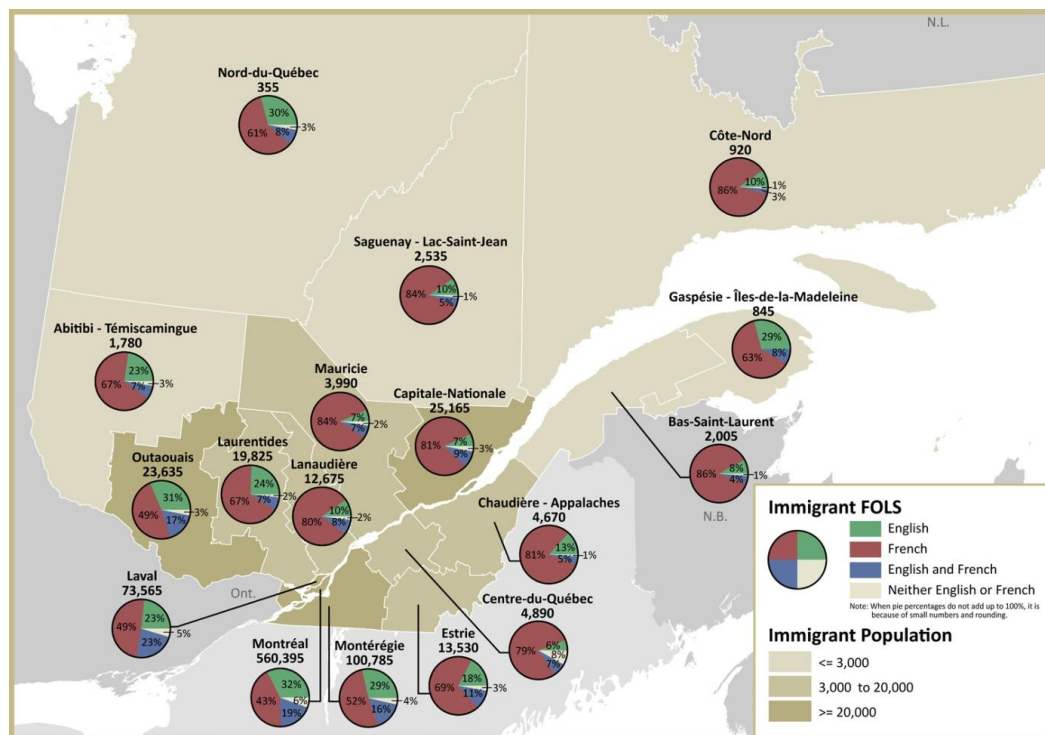 N.L.
Nord-du-Québec
355
30%
3%
8%
61%
Côte-Nord
920
10%
1%
3%
86%
Saguenay - Lac-Saint-Jean
2,535
10%
1%
5%
84%
Gaspésie - Îles-de-la-Madeleine
845
29%
8%
63%
Abitibi - Témiscamingue
1,780
23%
3%
7%
67%
Mauricie
3,990
7%
2%
7%
84%
Capitale-Nationale
25,165
7%
3%
9%
81%
Bas-Saint-Laurent
2,005
8%
1%
4%
86%
Outaouais
23,635
31%
3%
17%
49%
Laurentides
19,825
24%
2%
7%
67%
Lanaudière
12,675
10%
2%
8%
80%
Chaudière - Appalaches
4,670
13%
1%
5%
81%
N.B.
Ont.
Laval
73,565
23%
5%
23%
49%
Montréal
560,395
32%
6%
19%
43%
Montérégie
100,785
29%
4%
16%
52%
Estrie
13,530
18%
3%
11%
69%
Centre-du-Québec
4,890
6%
8%
7%
79%
Immigrant FOLS
English
French
English and French
Neither English or French
Note: When pie percentages do not add up to 100%, it is
because of small numbers and rounding.
Immigrant Population
<= 3,000
3,000 to 20,000
>= 20,000